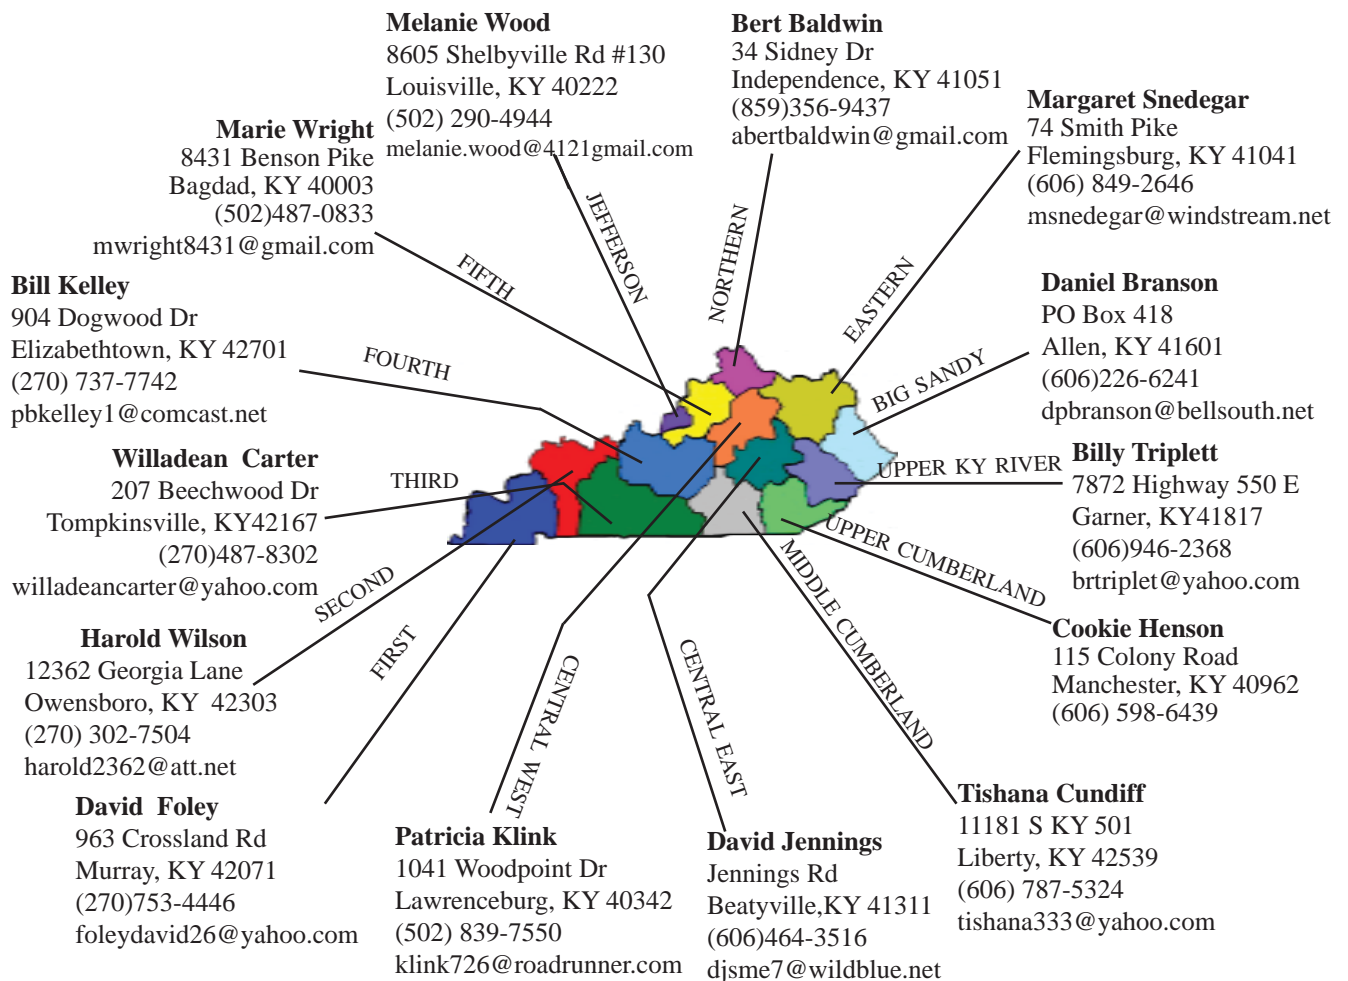 Melanie Wood
8605 Shelbyville Rd #130
Louisville, KY 40222
(502) 290-4944
melanie.wood@4121gmail.com
Bert Baldwin
34 Sidney Dr
Independence, KY 41051
(859)356-9437
abertbaldwin@gmail.com
Margaret Snedegar
74 Smith Pike
Flemingsburg, KY 41041
(606) 849-2646
msnedegar@windstream.net
Marie Wright
8431 Benson Pike
Bagdad, KY 40003
(502)487-0833
mwright8431@gmail.com
JEFFERSON
NORTHERN
EASTERN
FIFTH
Bill Kelley
904 Dogwood Dr
Elizabethtown, KY 42701
(270) 737-7742
pbkelley1@comcast.net
FOURTH
BIG SANDY
Daniel Branson
PO Box 418
Allen, KY 41601
(606)226-6241
dpbranson@bellsouth.net
Willadean  Carter
207 Beechwood Dr
Tompkinsville, KY42167
(270)487-8302
willadeancarter@yahoo.com
THIRD
UPPER KY RIVER
Billy Triplett
7872 Highway 550 E
Garner, KY41817
(606)946-2368
brtriplet@yahoo.com
SECOND
FIRST
CENTRAL WEST
CENTRAL EAST
MIDDLE CUMBERLAND
UPPER CUMBERLAND
Harold Wilson
12362 Georgia Lane
Owensboro, KY  42303
(270) 302-7504
harold2362@att.net
Cookie Henson
115 Colony Road
Manchester, KY 40962
(606) 598-6439
David  Foley
963 Crossland Rd
Murray, KY 42071
(270)753-4446
foleydavid26@yahoo.com
Patricia Klink
1041 Woodpoint Dr
Lawrenceburg, KY 40342
(502) 839-7550
klink726@roadrunner.com
David Jennings
Jennings Rd
Beatyville,KY 41311
(606)464-3516
djsme7@wildblue.net
Tishana Cundiff
11181 S KY 501
Liberty, KY 42539
(606) 787-5324
tishana333@yahoo.com